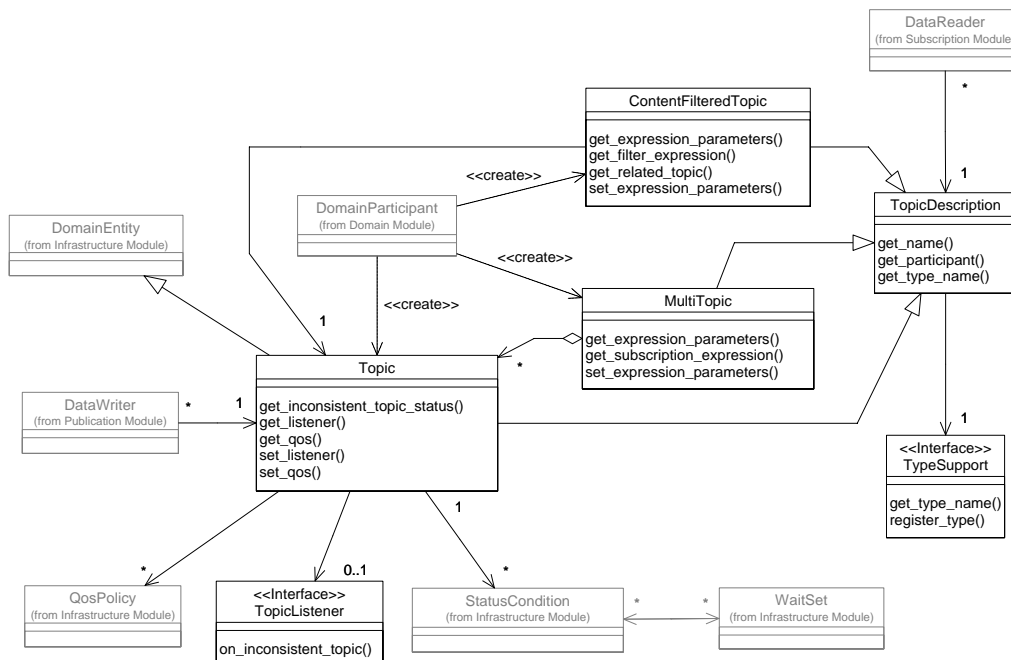 DataReader
(from Subscription Module)
*
1
ContentFilteredTopic
get_expression_parameters()
get_filter_expression()
get_related_topic()
set_expression_parameters()
<<create>>
DomainParticipant
(from Domain Module)
TopicDescription
get_name()
get_participant()
get_type_name()
DomainEntity
(from Infrastructure Module)
<<create>>
<<create>>
MultiTopic
get_expression_parameters()
get_subscription_expression()
set_expression_parameters()
1
*
Topic
get_inconsistent_topic_status()
get_listener()
get_qos()
set_listener()
set_qos()
DataWriter
(from Publication Module)
*
1
1
<<Interface>>
TypeSupport
get_type_name()
register_type()
1
*
0..1
*
QosPolicy
(from Infrastructure Module)
<<Interface>>
TopicListener
on_inconsistent_topic()
StatusCondition
(from Infrastructure Module)
*
*
WaitSet
(from Infrastructure Module)